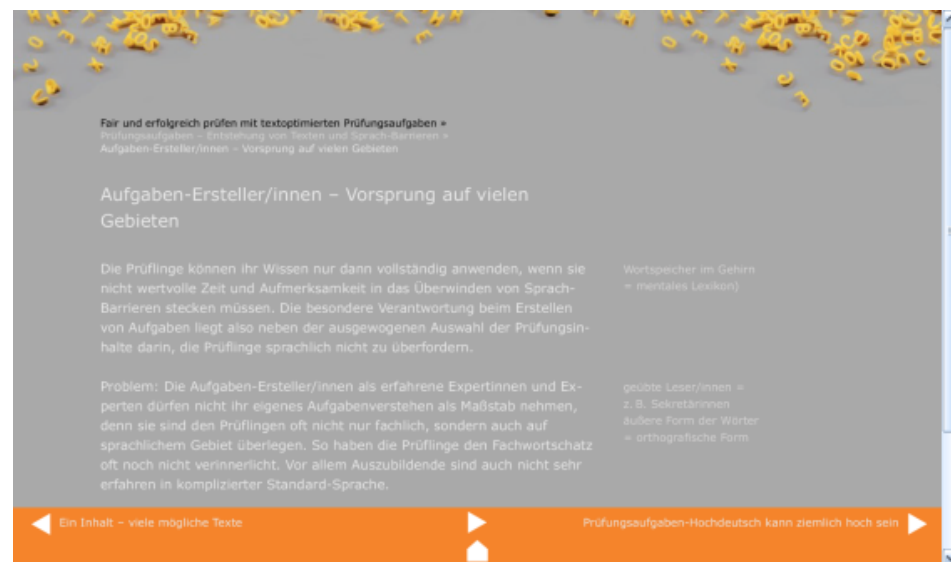 Fair und erfolgreich prüfen mit textoptimierten Prüfungsaufgaben »
Prüfungsaufgaben – Entstehung von Texten und Sprach-Barrieren »
Aufgaben-Ersteller/innen – Vorsprung auf vielen Gebieten
Aufgaben-Ersteller/innen – Vorsprung auf vielen
Gebieten
Die Prüflinge können ihr Wissen nur dann vollständig anwenden, wenn sie
nicht wertvolle Zeit und Aufmerksamkeit in das Überwinden von Sprach-
Barrieren stecken müssen. Die besondere Verantwortung beim Erstellen
von Aufgaben liegt also neben der ausgewogenen Auswahl der Prüfungsin-
halte darin, die Prüflinge sprachlich nicht zu überfordern.
Wortspeicher im Gehirn
= mentales Lexikon)
Problem: Die Aufgaben-Ersteller/innen als erfahrene Expertinnen und Ex-
perten dürfen nicht ihr eigenes Aufgabenverstehen als Maßstab nehmen,
denn sie sind den Prüflingen oft nicht nur fachlich, sondern auch auf
sprachlichem Gebiet überlegen. So haben die Prüflinge den Fachwortschatz
oft noch nicht verinnerlicht. Vor allem Auszubildende sind auch nicht sehr
erfahren in komplizierter Standard-Sprache.
geübte Leser/innen =
z. B. Sekretärinnen
äußere Form der Wörter
= orthografische Form
Ein Inhalt – viele mögliche Texte
Prüfungsaufgaben-Hochdeutsch kann ziemlich hoch sein